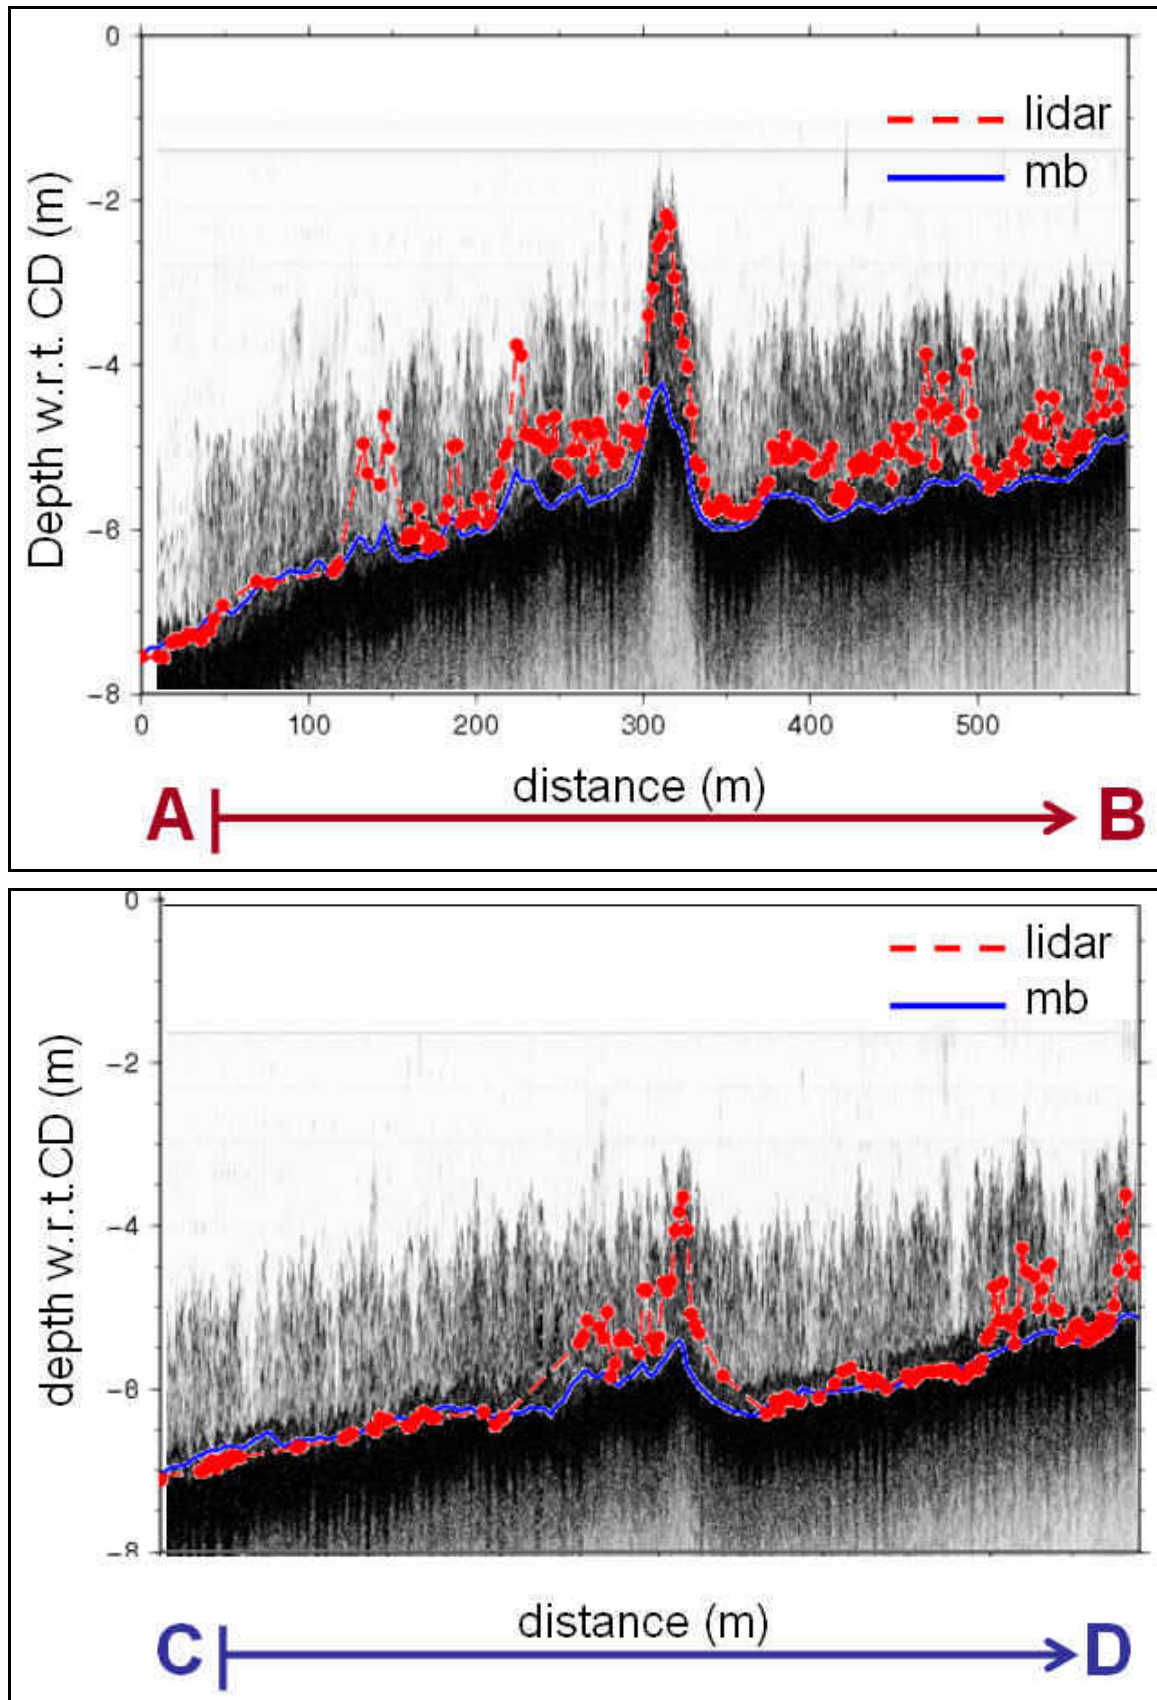 0
lidar
mb
−2
−4
−6
−8
Depth w.r.t. CD (m)
0 100 200 300 400 500
distance (m)
A B
0
lidar
mb
−2
−4
−8
−8
depth w.r.t.CD (m)
distance (m)
C D